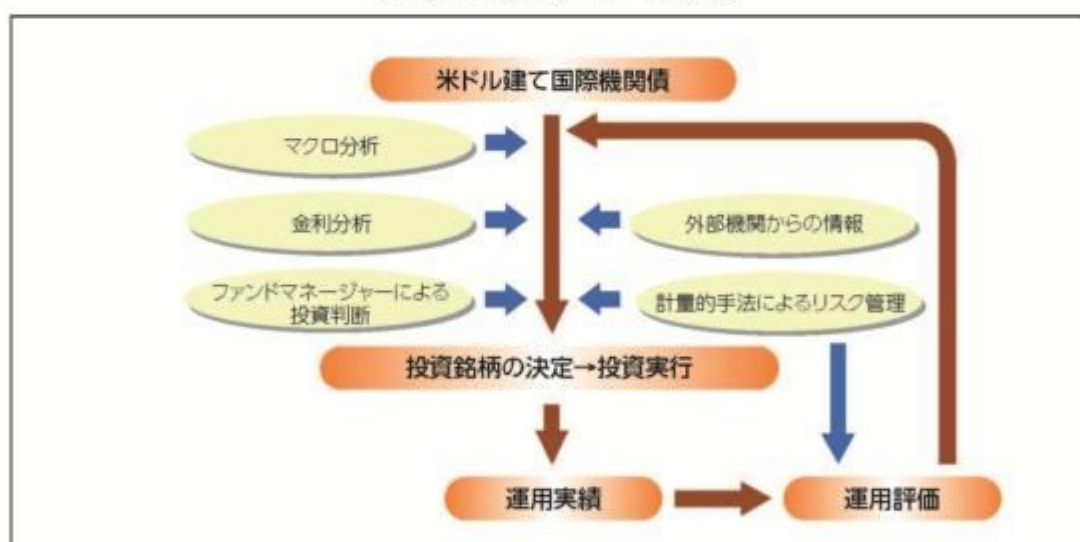 米ドル建て国際機関債
マクロ分析
金利分析
外部機関からの情報
ファンドマネージャーによる
投資判断
計量的手法によるリスク管理
投資銘柄の決定→投資実行
運用実績
運用評価